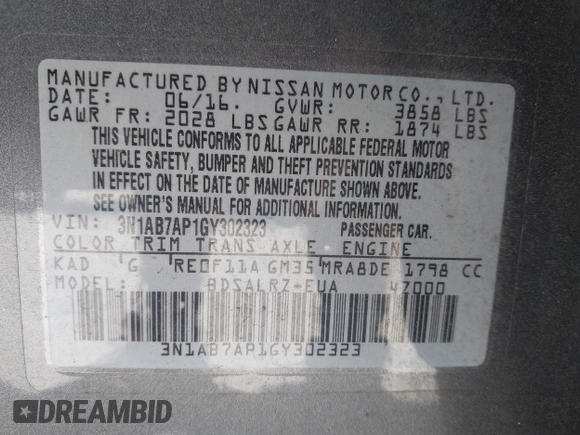 MANUFACTURED BY NISSAN MOTOR CO., LTD.
DATE: 06/16. GVWR: 3858 LBS
GAWR FR: 2028 LBS GAWR RR: 1874 LBS
THIS VEHICLE CONFORMS TO ALL APPLICABLE FEDERAL MOTOR
VEHICLE SAFETY, BUMPER AND THEFT PREVENTION STANDARDS
IN EFFECT ON THE DATE OF MANUFACTURE SHOWN ABOVE.
SEE OWNER'S MANUAL FOR ADDITIONAL INFORMATION.
VIN: 3N1AB7AP1GY302323 PASSENGER CAR.
COLOR TRIM TRANS AXLE ENGINE
KAD G RE0F11A GM35 MRA8DE 1798 CC
MODEL: BDSALRZ-EUA 47000
3N1AB7AP1GY302323
DREAMBID